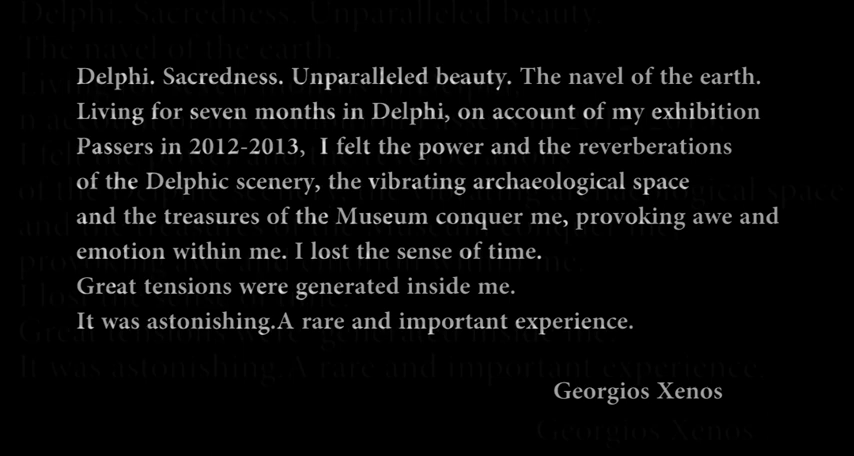 Delphi. Sacredness. Unparalleled beauty. The navel of the earth.
Living for seven months in Delphi, on account of my exhibition
Passers in 2012-2013,  I felt the power and the reverberations
of the Delphic scenery, the vibrating archaeological space
and the treasures of the Museum conquer me, provoking awe and
emotion within me. I lost the sense of time.
Great tensions were generated inside me.
It was astonishing.A rare and important experience.
Georgios Xenos